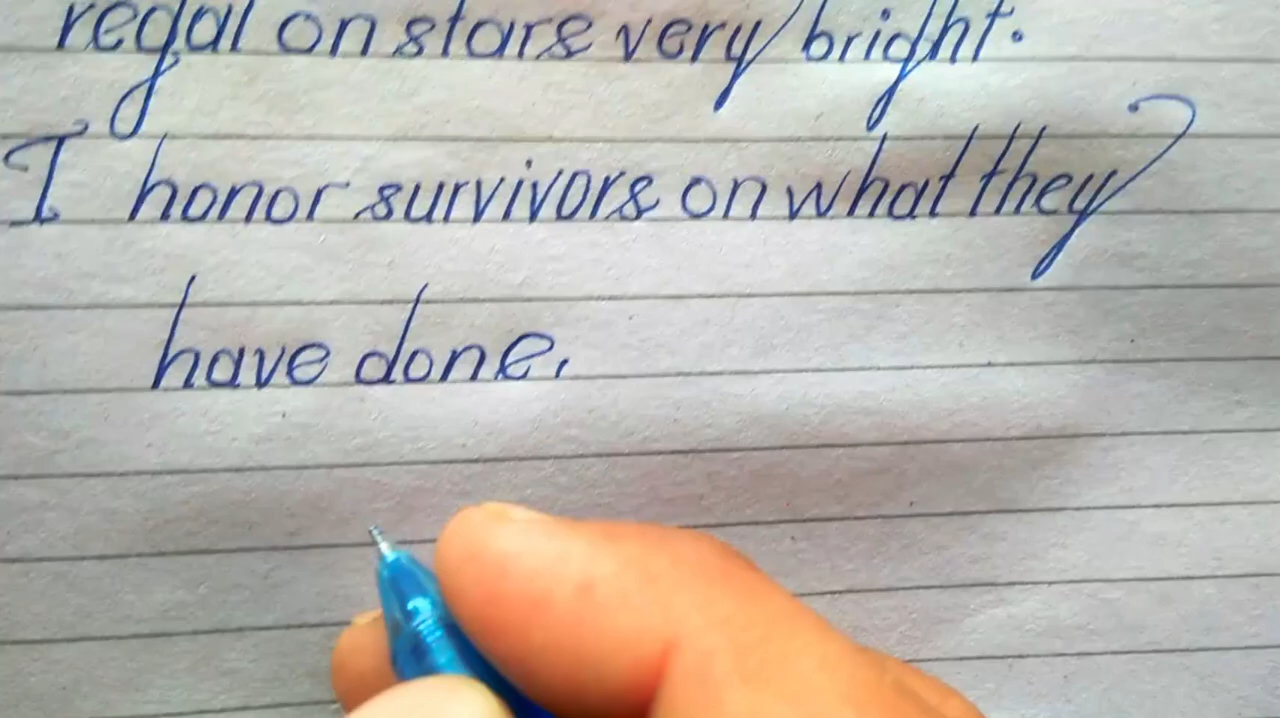 regal on stars very bright.
I honor survivors on what they
have done.